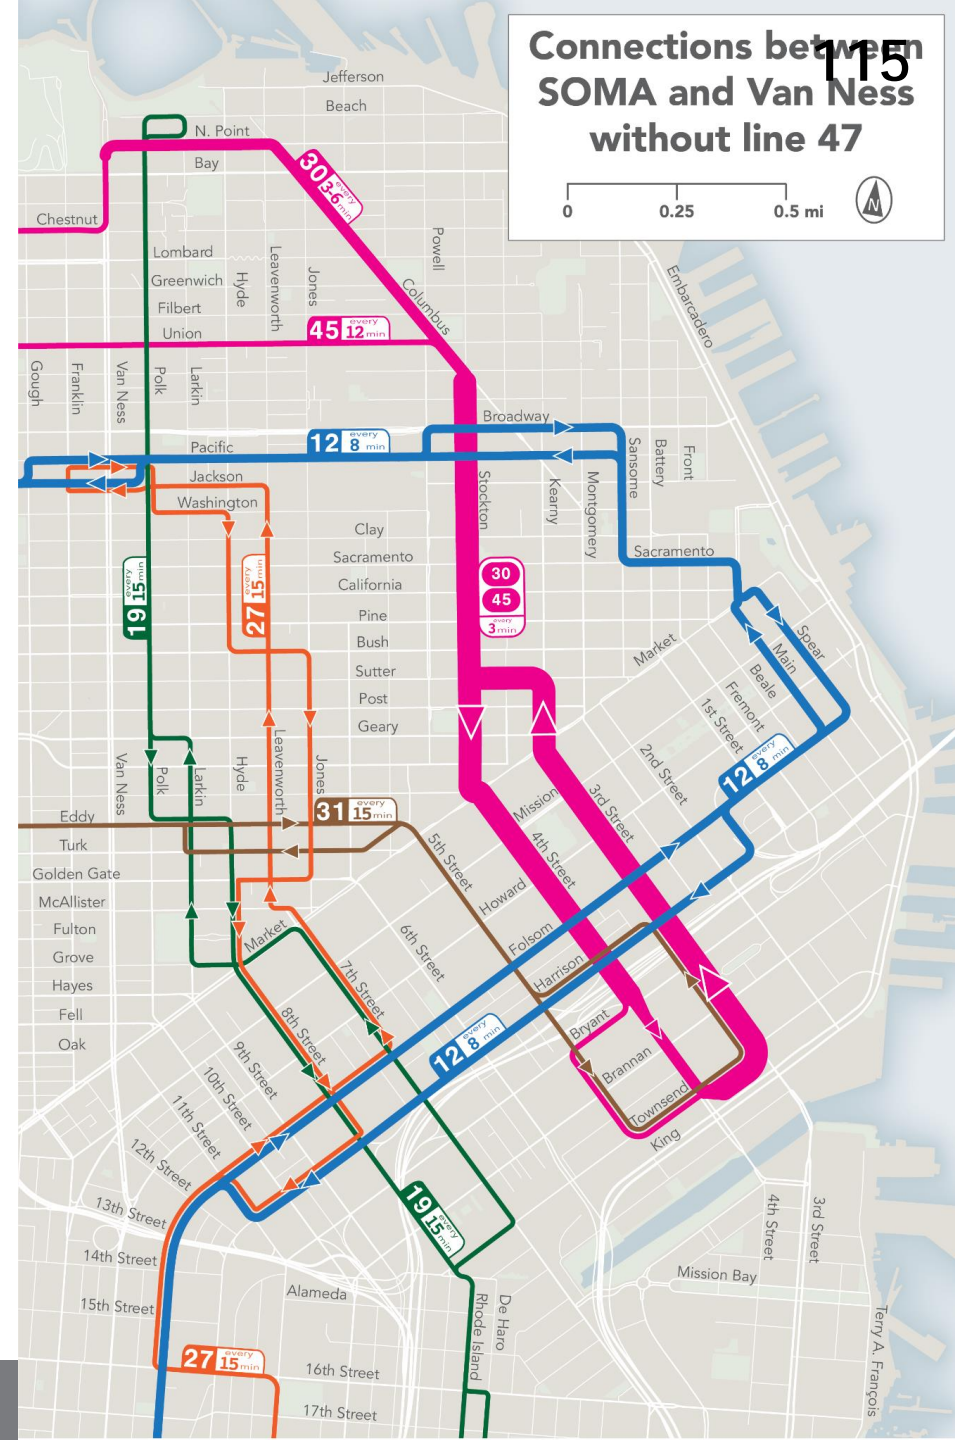 Connections between
SOMA and Van Ness
without line 47
115
0 0.25 0.5 mi
N
Jefferson
Beach
N. Point
Bay
30 every 3-6 min
Chestnut
Lombard
Greenwich
Filbert
Union
Hyde
Leavenworth
Jones
Powell
Columbus
Embarcadero
45 every 12 min
Gough
Franklin
Van Ness
Polk
Larkin
Broadway
12 every 8 min
Pacific
Jackson
Washington
Stockton
Kearny
Montgomery
Sansome
Battery
Front
Clay
Sacramento
California
Pine
Bush
Sutter
Post
Geary
Sacramento
30
45
every
3 min
19 every 15 min
27 every 15 min
Market
Spear
Main
Beale
Fremont
1st Street
2nd Street
12 every 8 min
Van Ness
Polk
Larkin
Hyde
Leavenworth
Jones
31 every 15 min
Mission
3rd Street
4th Street
5th Street
Howard
Eddy
Turk
Golden Gate
McAllister
Fulton
Grove
Hayes
Fell
Oak
Market
6th Street
7th Street
Folsom
Harrison
8th Street
9th Street
10th Street
11th Street
12th Street
13th Street
14th Street
15th Street
12 every 8 min
Bryant
Brannan
Townsend
King
19 every 15 min
4th Street
3rd Street
Mission Bay
Alameda
Rhode Island
De Haro
Terry A. François
27 every 15 min
16th Street
17th Street